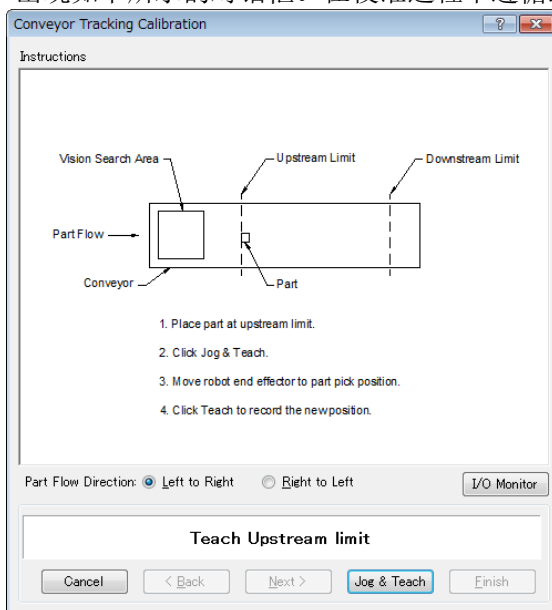 Conveyor Tracking Calibration
Instructions
Vision Search Area
Upstream Limit
Downstream Limit
Part Flow
Conveyor
Part
1. Place part at upstream limit.
2. Click Jog & Teach.
3. Move robot end effector to part pick position.
4. Click Teach to record the new position.
Part Flow Direction: Left to Right Right to Left I/O Monitor
Teach Upstream limit
Cancel < Back Next > Jog & Teach Finish